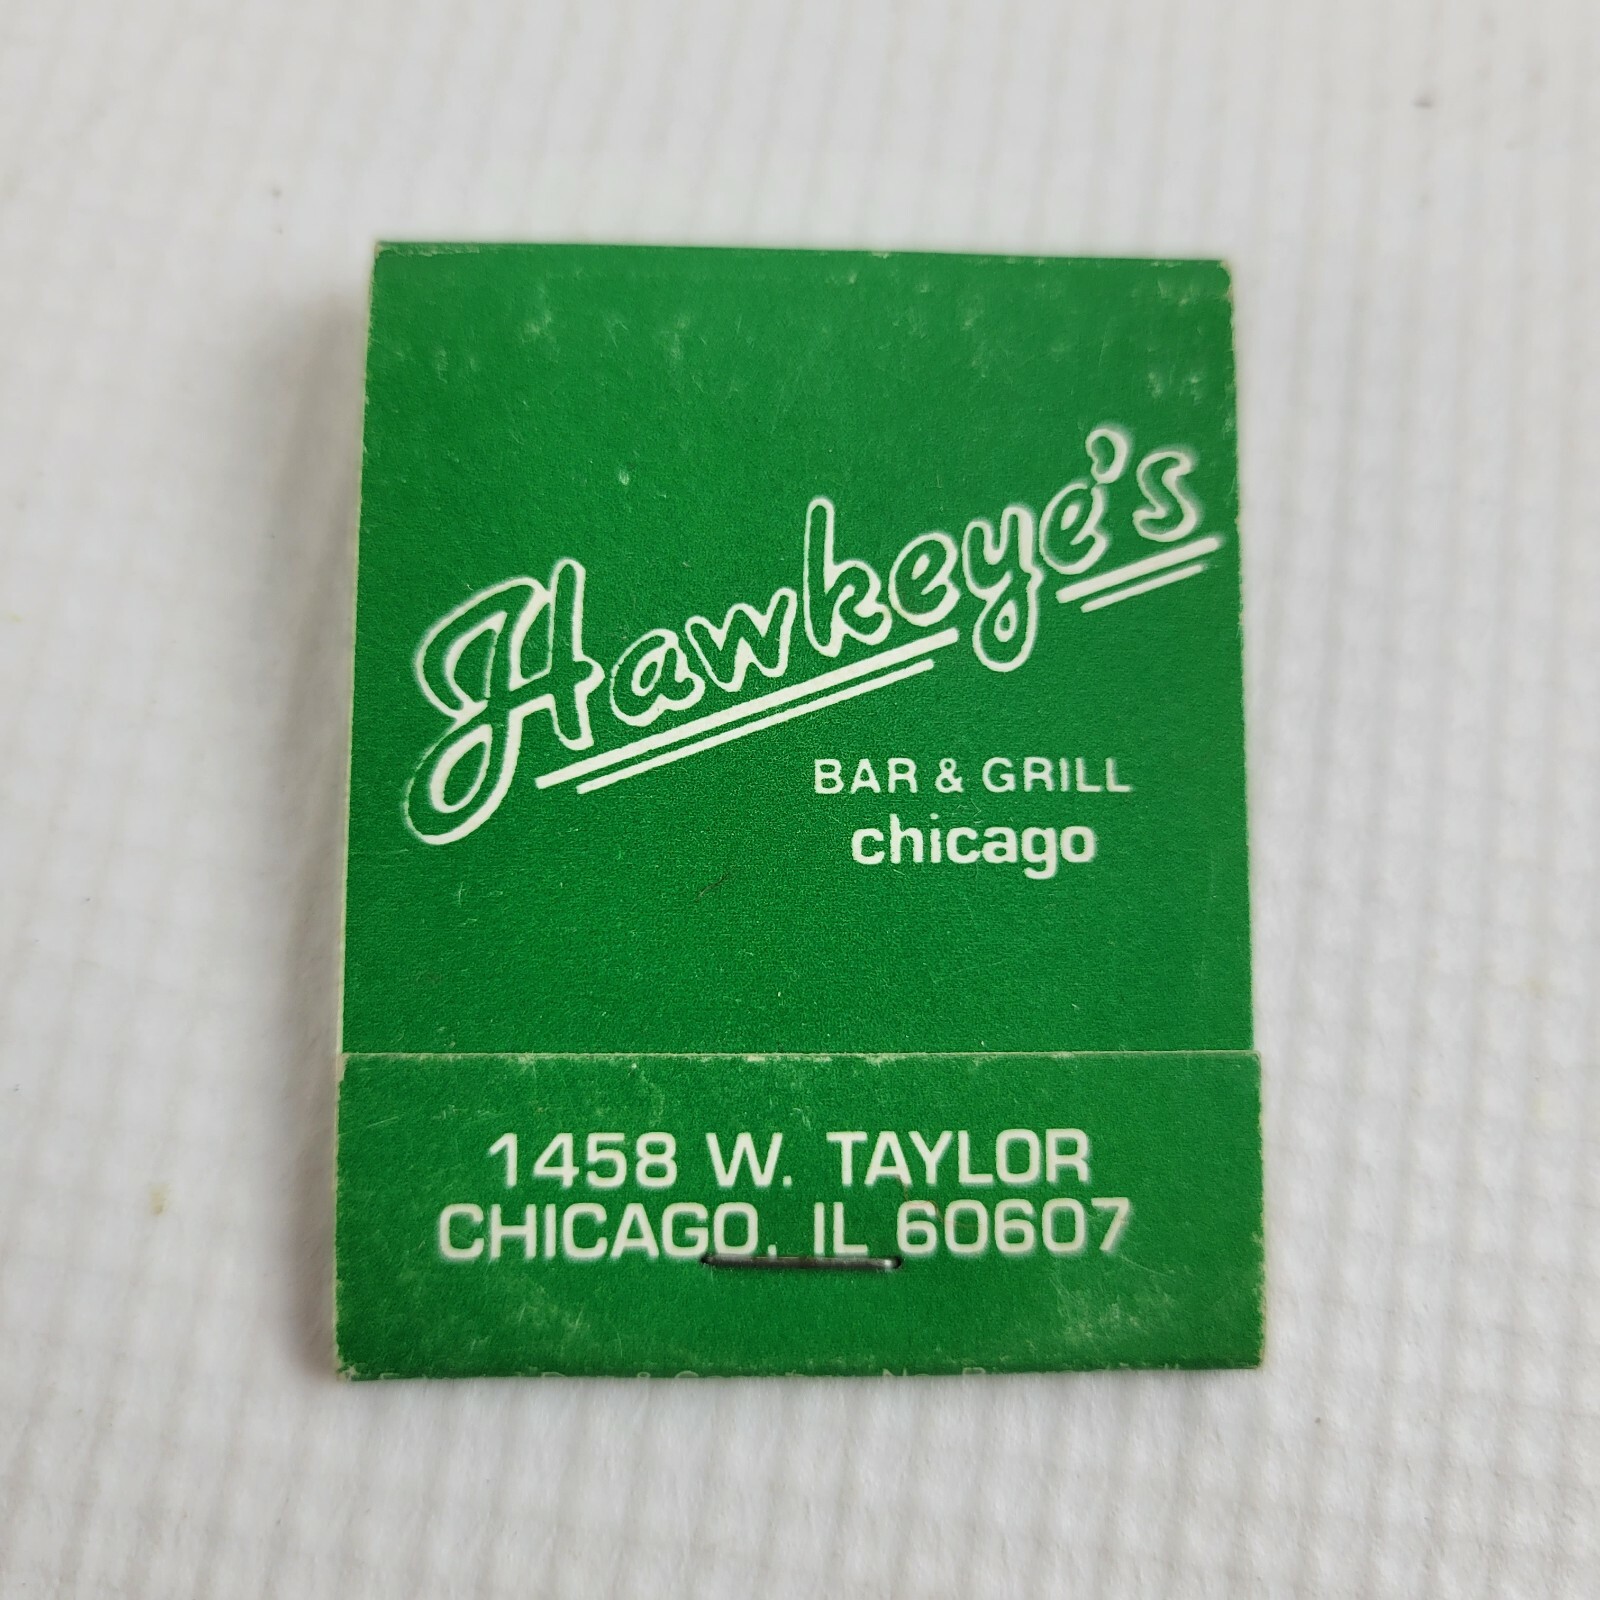 Hawkeye's
BAR & GRILL
chicago
1458 W. TAYLOR
CHICAGO, IL 60607